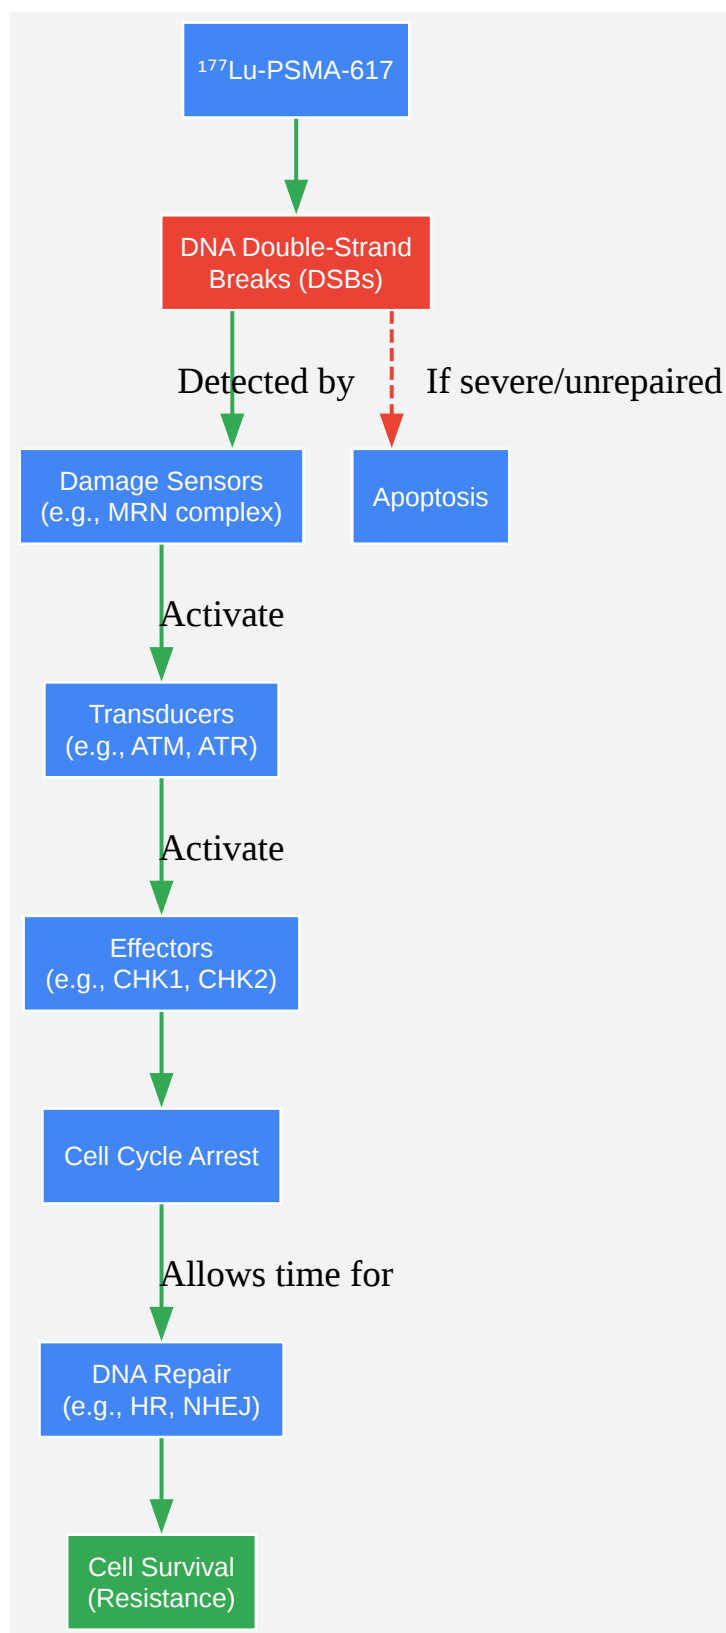 ¹⁷⁷Lu-PSMA-617
DNA Double-Strand
Breaks (DSBs)
Detected by
If severe/unrepaired
Damage Sensors
(e.g., MRN complex)
Apoptosis
Activate
Transducers
(e.g., ATM, ATR)
Activate
Effectors
(e.g., CHK1, CHK2)
Cell Cycle Arrest
Allows time for
DNA Repair
(e.g., HR, NHEJ)
Cell Survival
(Resistance)